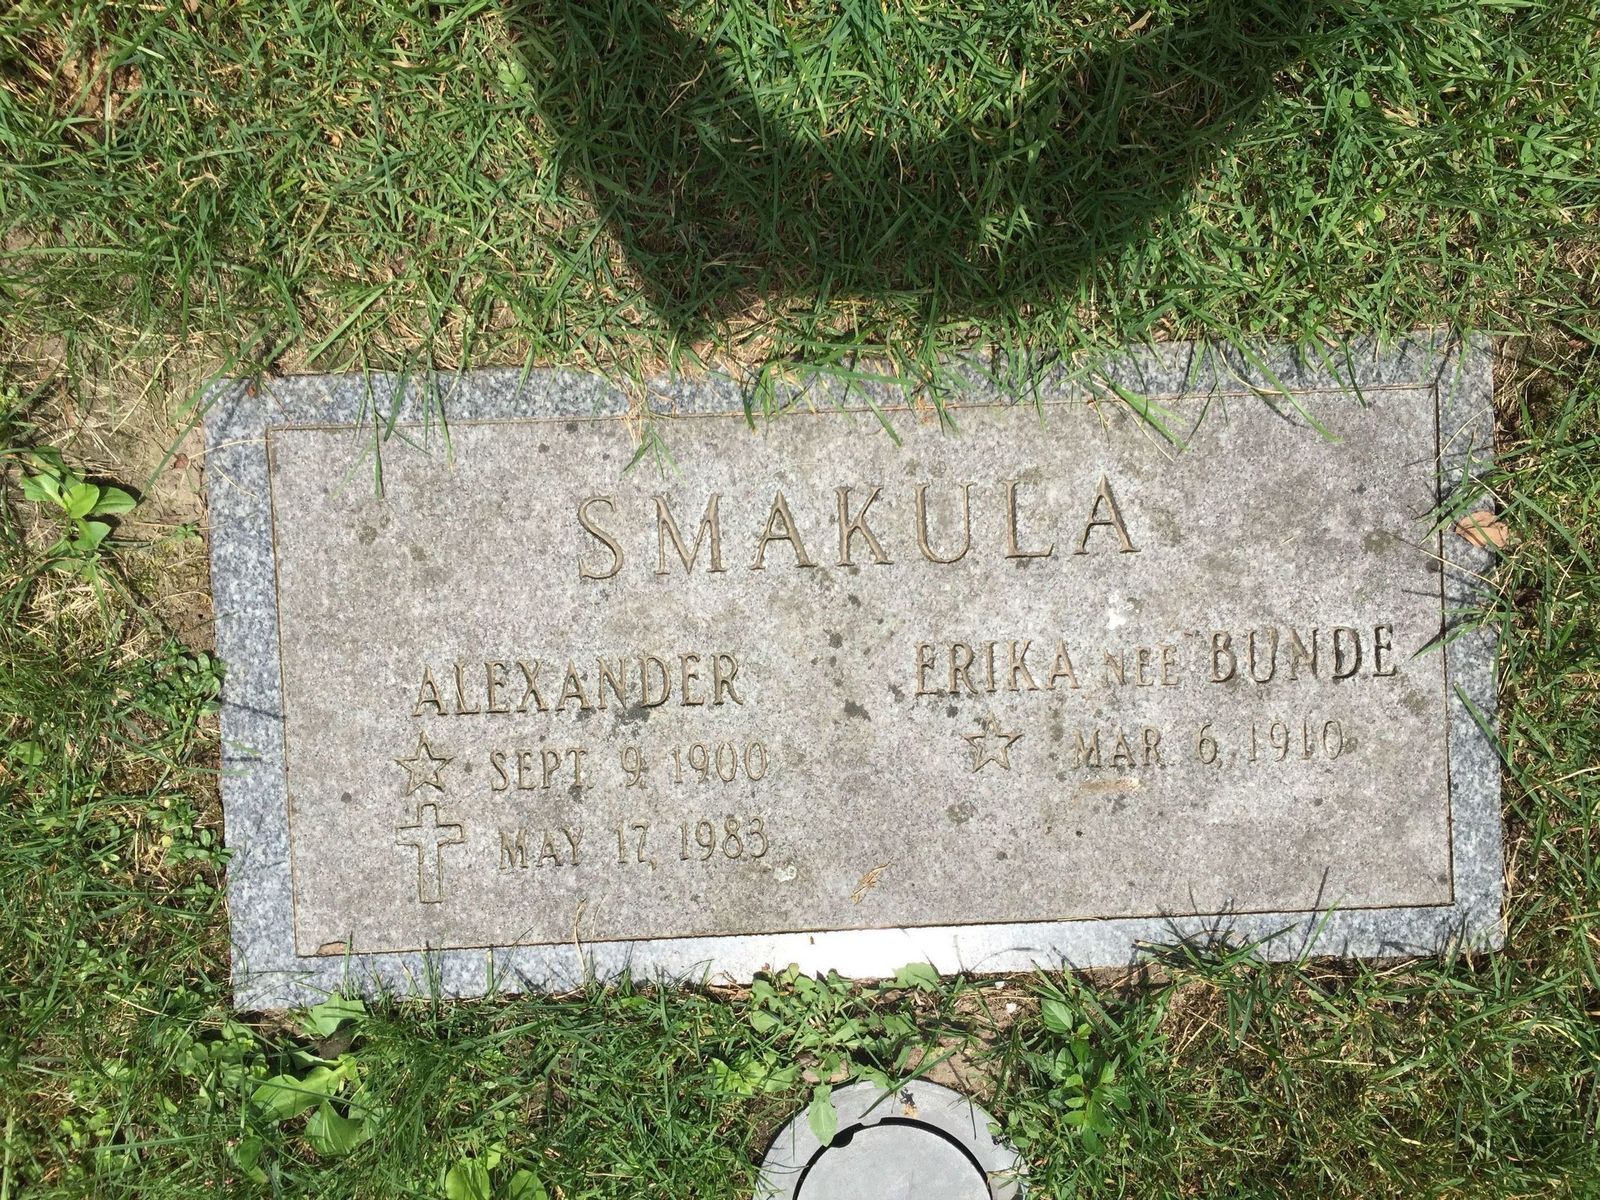 SMAKULA
ALEXANDER
SEPT. 9, 1900
MAY 17, 1983
ERIKA NEE BUNDE
MAR. 6, 1910